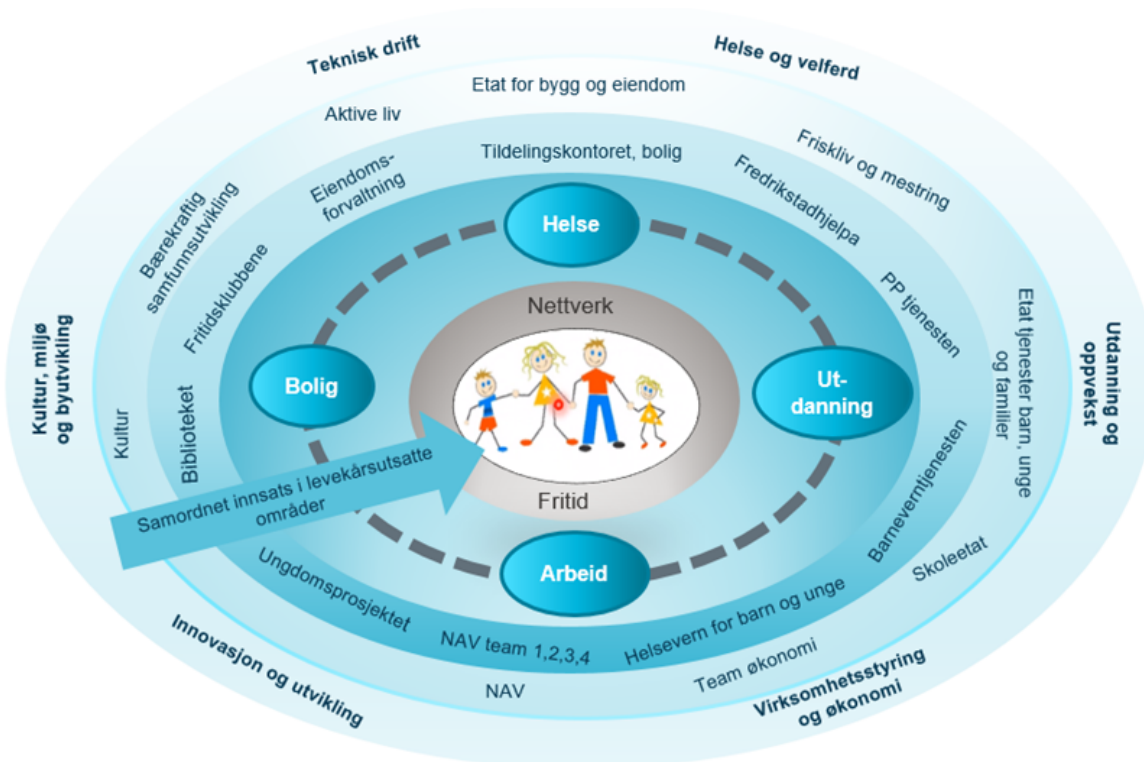 Teknisk drift
Helse og velferd
Etat for bygg og eiendom
Aktive liv
Friskliv og mestring
Tildelingskontoret, bolig
Eiendoms-
forvaltning
Fredrikstadhjelpa
Bærekraftig
samfunnsutvikling
Fritidsklubbene
Helse
PP tjenesten
Nettverk
Etat tjenester barn, unge
og familier
Utdanning og
oppvekst
Kultur, miljø
og byutvikling
Bolig
Ut-
danning
Kultur
Biblioteket
Samordnet innsats i levekårsutsatte
områder
Fritid
Barneverntjenesten
Skoleetat
Arbeid
Ungdomsprosjektet
NAV team 1,2,3,4
Helsevern for barn og unge
Innovasjon og utvikling
NAV
Team økonomi
Virksomhetsstyring
og økonomi